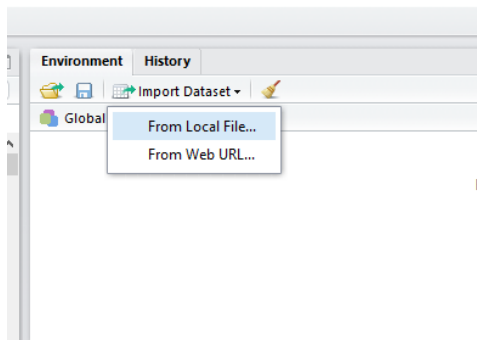 Environment History
Import Dataset
Global
From Local File...
From Web URL...